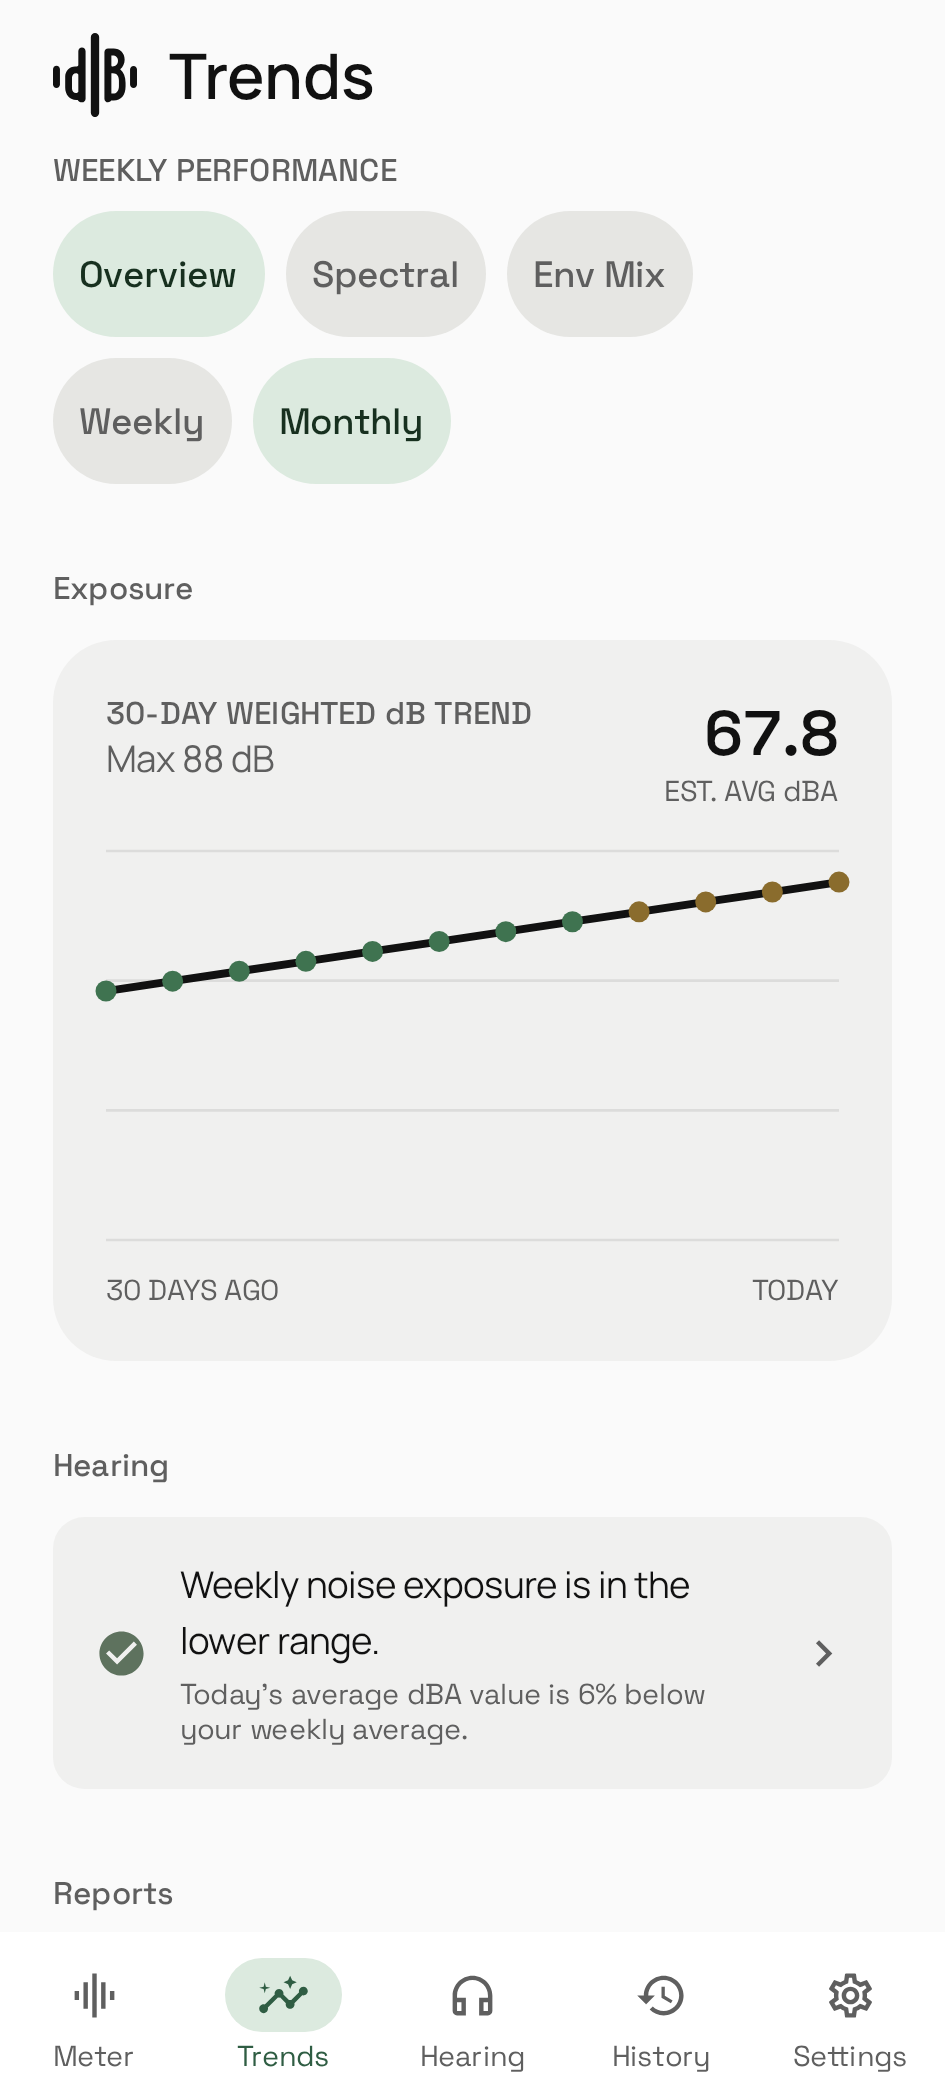 dB Trends
WEEKLY PERFORMANCE
Overview Spectral Env Mix
Weekly Monthly
Exposure
30-DAY WEIGHTED dB TREND
Max 88 dB
67.8
EST. AVG dBA
30 DAYS AGO TODAY
Hearing
Weekly noise exposure is in the
lower range.
Today's average dBA value is 6% below
your weekly average.
Reports
Meter Trends Hearing History Settings